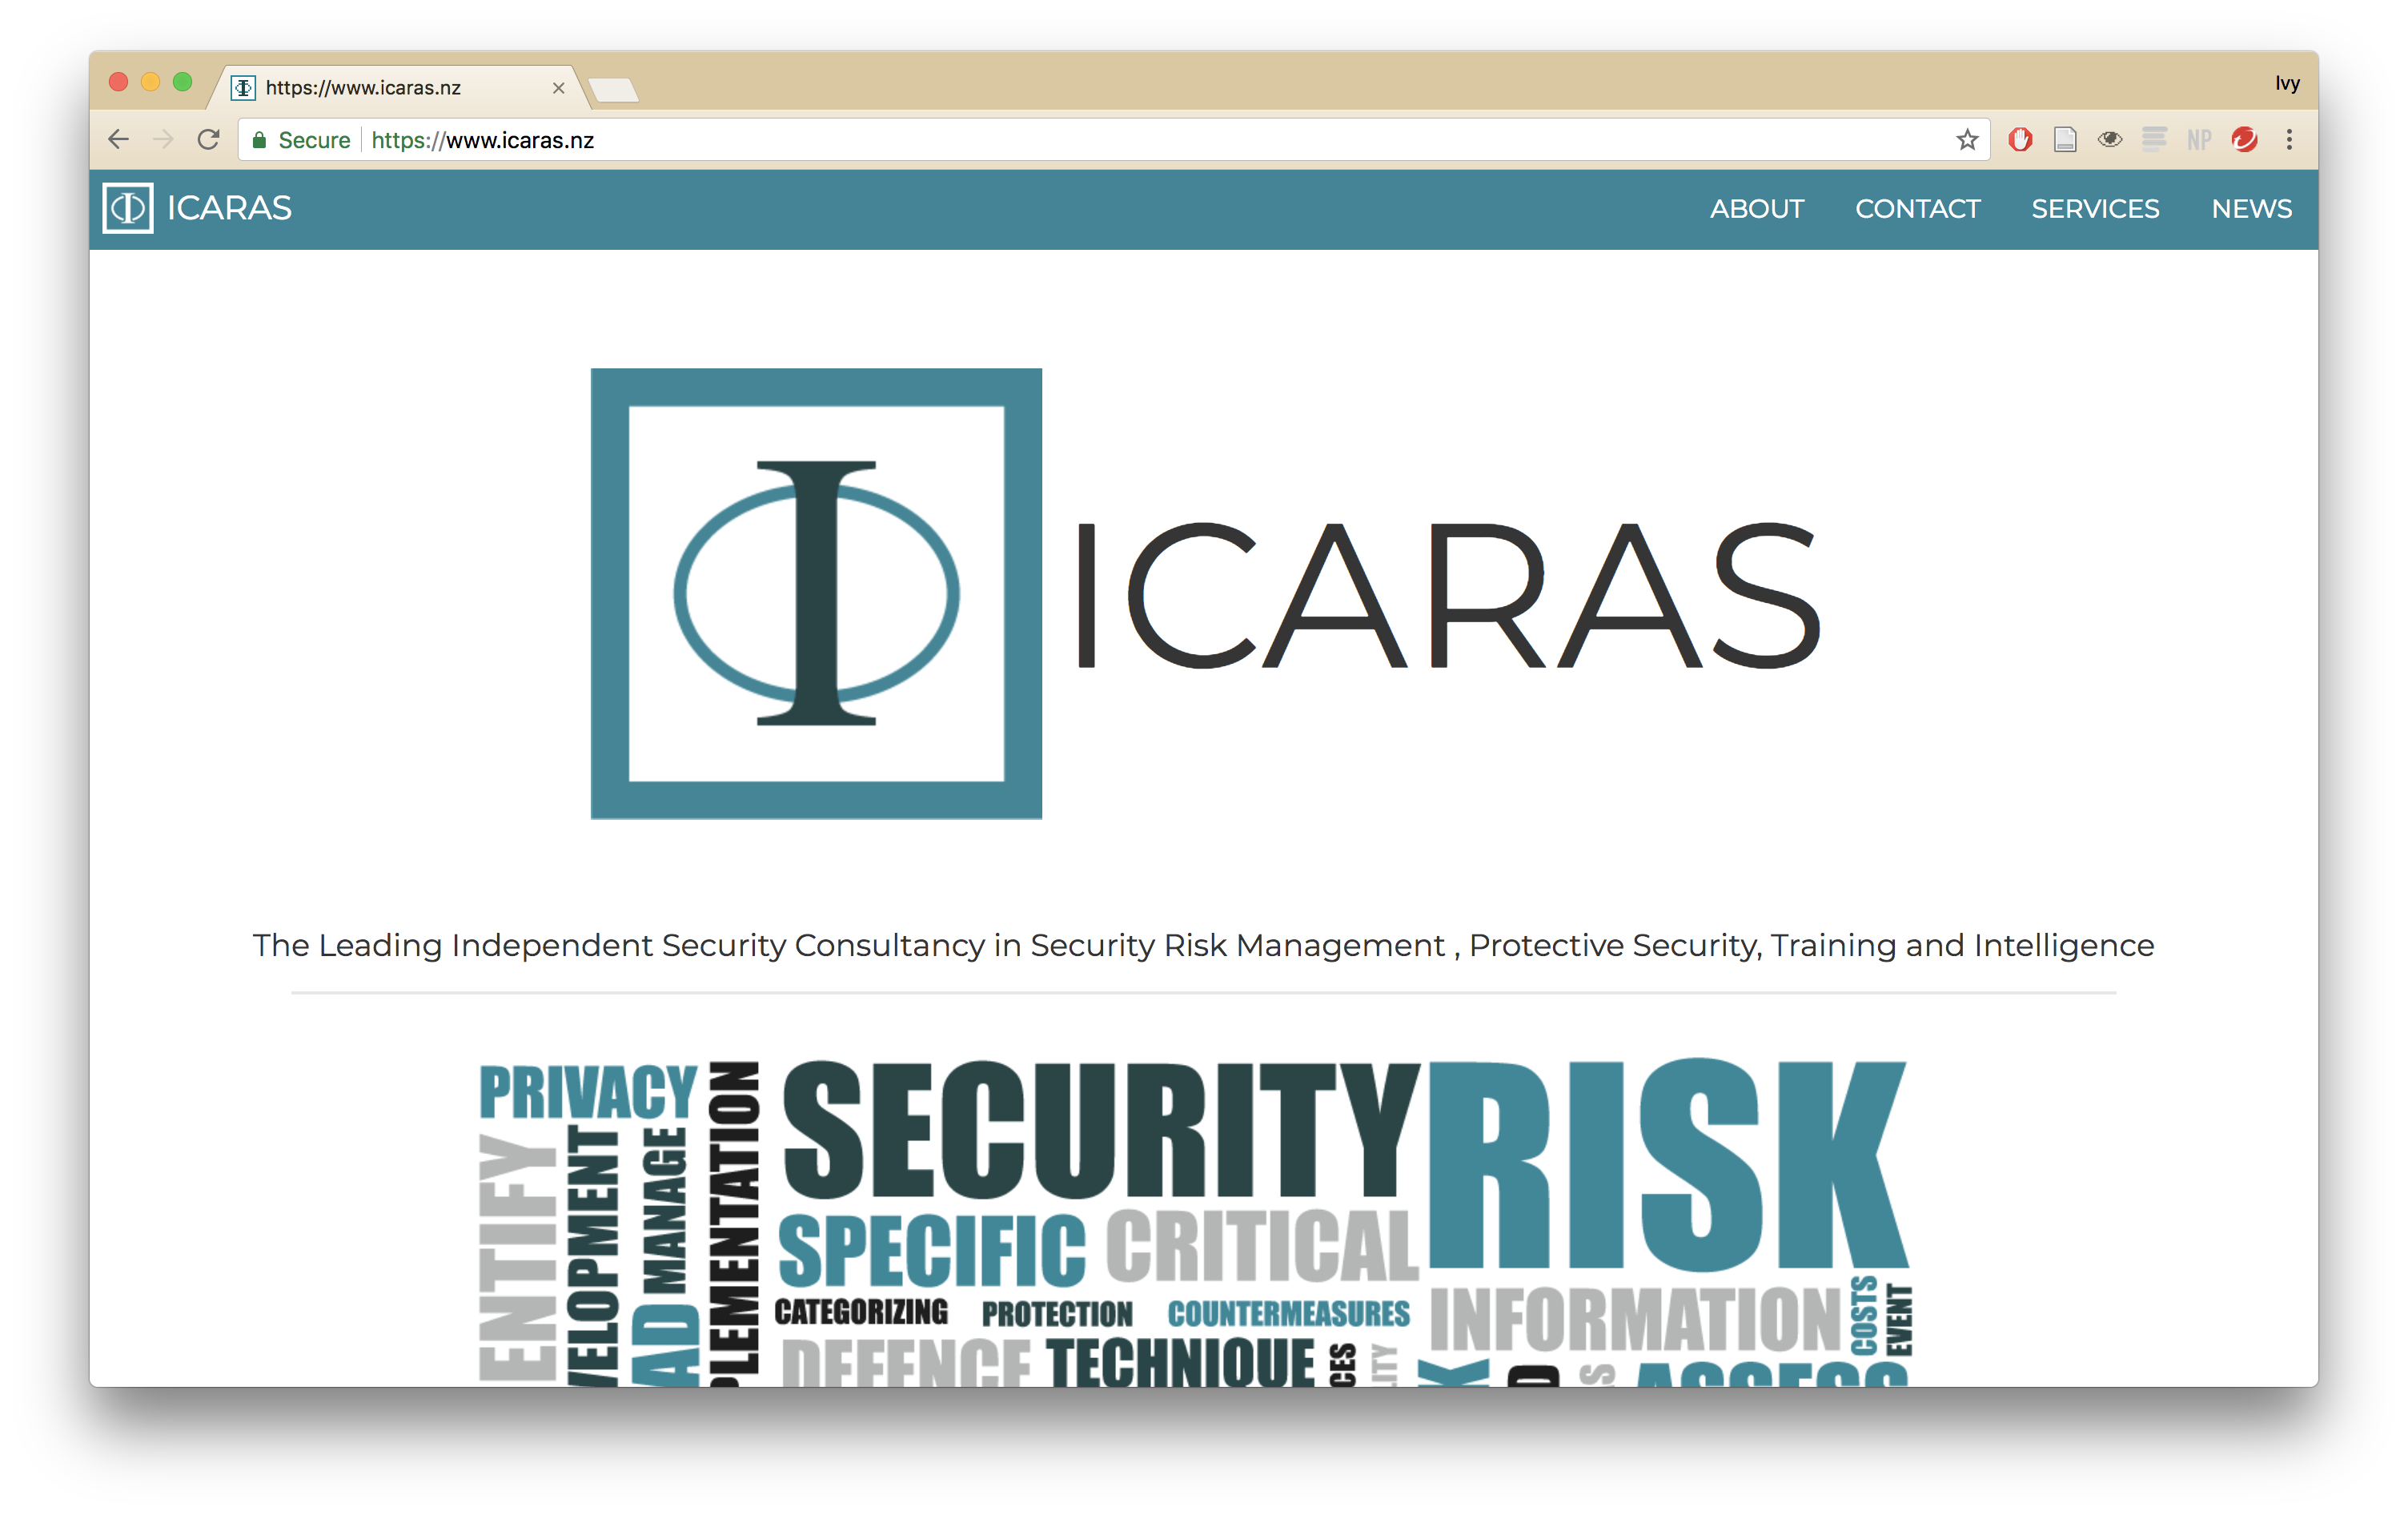 https://www.icaras.nz
Ivy
Secure https://www.icaras.nz
NP
ICARAS
ABOUT CONTACT SERVICES NEWS
ICARAS
The Leading Independent Security Consultancy in Security Risk Management , Protective Security, Training and Intelligence
PRIVACY
ENTIFY
VELOPMENT
MANAGE
AD
PLEMENTATION
SECURITY
RISK
SPECIFIC
CRITICAL
CATEGORIZING
PROTECTION
COUNTERMEASURES
INFORMATION
COSTS
EVENT
DEFENCE
TECHNIQUE
CES
LITY
K
D
S
ASSESS